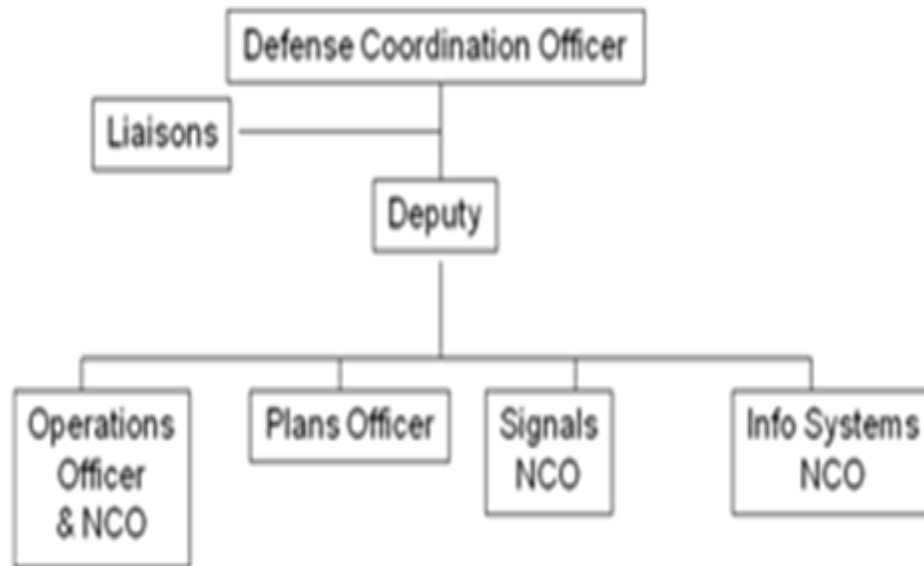 Defense Coordination Officer
Liaisons
Deputy
Operations
Officer
& NCO
Plans Officer
Signals
NCO
Info Systems
NCO